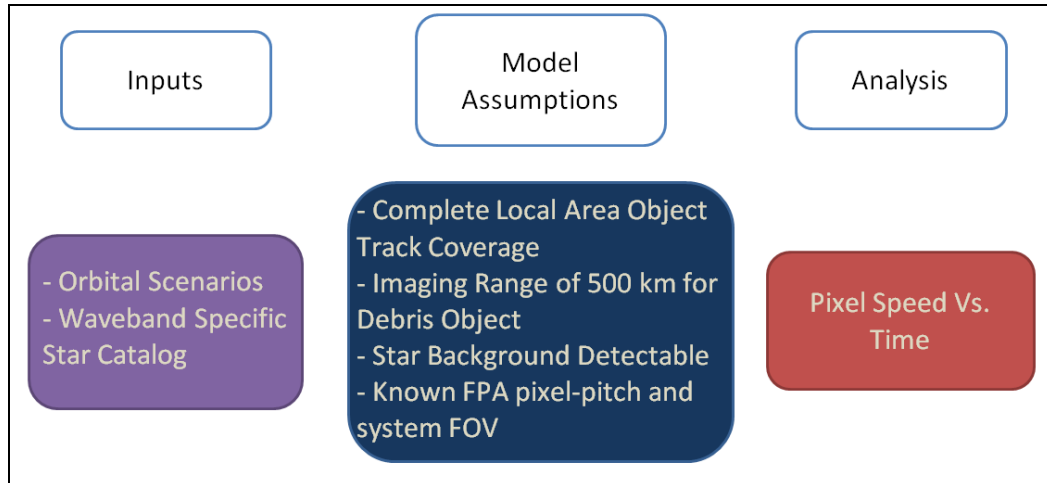 Inputs
Model
Assumptions
Analysis
- Orbital Scenarios
- Waveband Specific
Star Catalog
- Complete Local Area Object
Track Coverage
- Imaging Range of 500 km for
Debris Object
- Star Background Detectable
- Known FPA pixel-pitch and
system FOV
Pixel Speed Vs.
Time